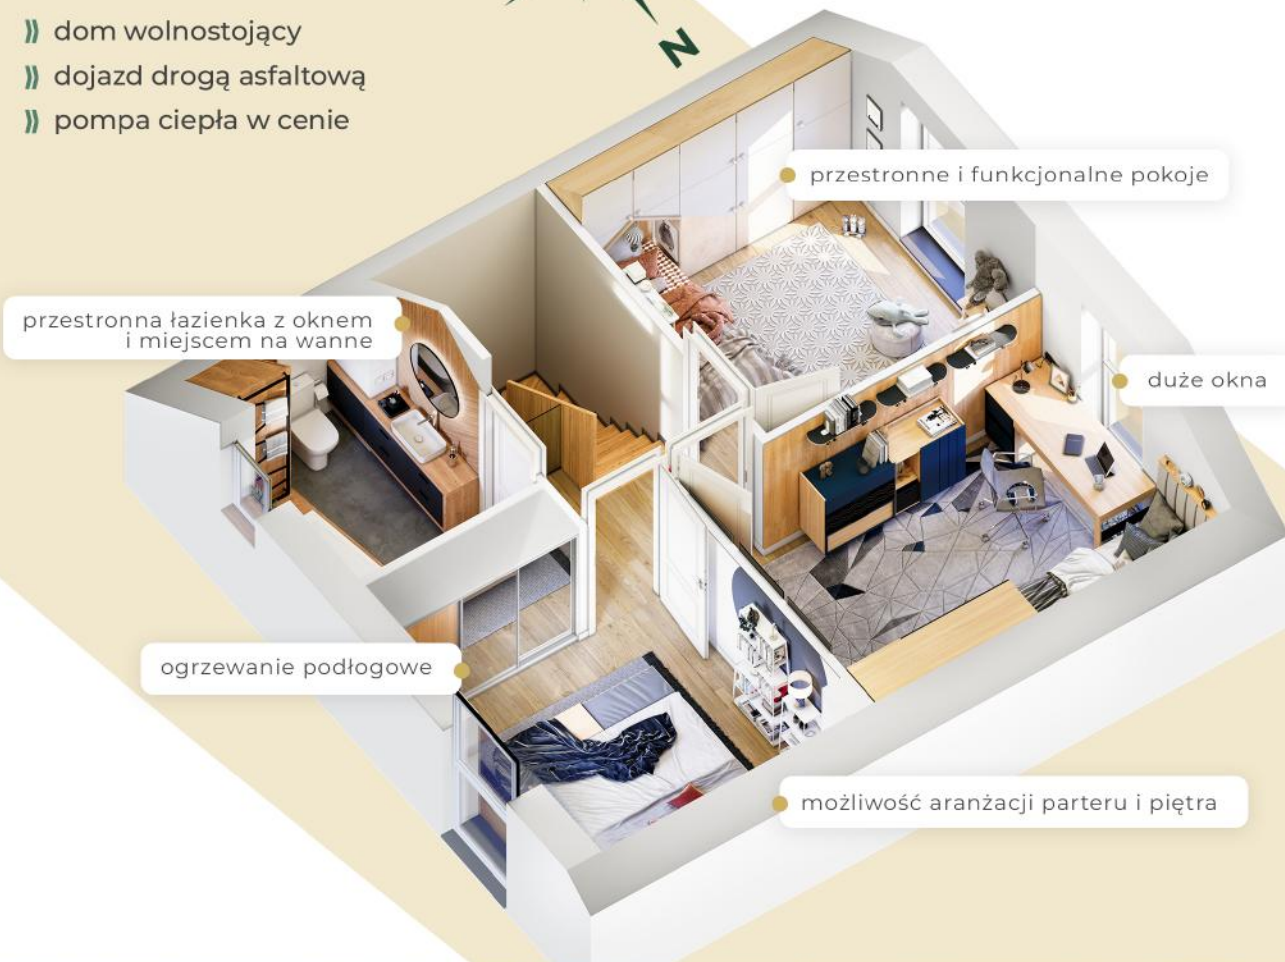 dom wolnostojący
dojazd drogą asfaltową
pompa ciepła w cenie
N
przestronne i funkcjonalne pokoje
przestronna łazienka z oknem
i miejscem na wanne
duże okna
ogrzewanie podłogowe
możliwość aranżacji parteru i piętra